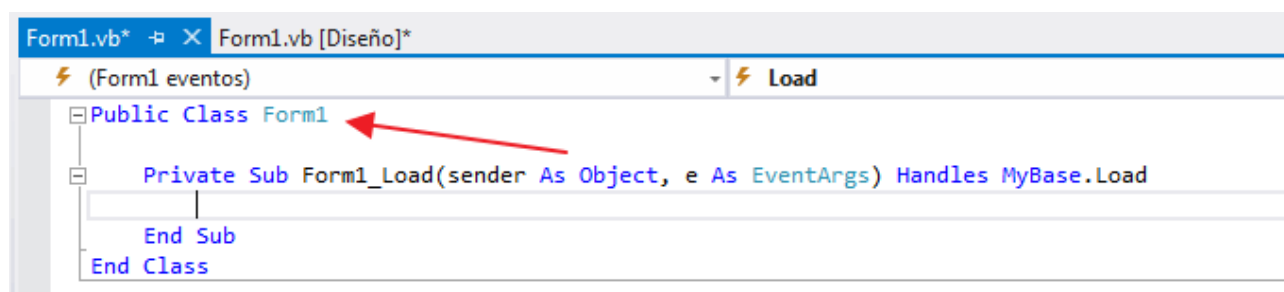 Form1.vb* Form1.vb [Diseño]*
(Form1 eventos) Load
Public Class Form1
Private Sub Form1_Load(sender As Object, e As EventArgs) Handles MyBase.Load
End Sub
End Class